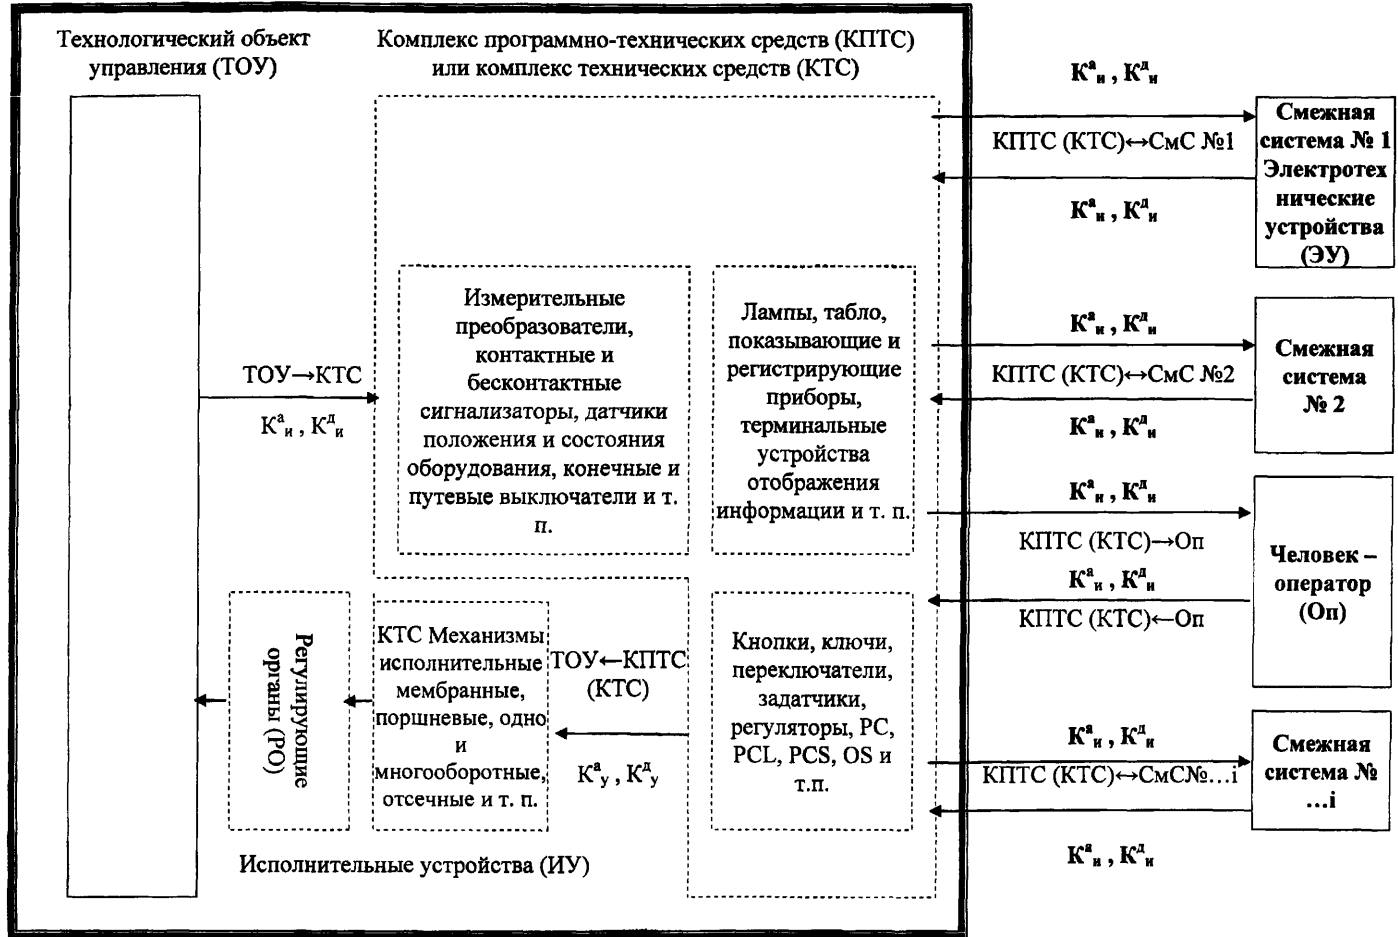 Технологический объект
управления (ТОУ)
Комплекс программно-технических средств (КПТС)
или комплекс технических средств (КТС)
Kᵃи , Kᵈи
КПТС (КТС)↔СмС №1
Kᵃи , Kᵈи
Смежная
система № 1
Электротех
нические
устройства
(ЭУ)
ТОУ→КТС
Kᵃи , Kᵈи
Измерительные
преобразователи,
контактные и
бесконтактные
сигнализаторы, датчики
положения и состояния
оборудования, конечные и
путевые выключатели и т.
п.
Лампы, табло,
показывающие и
регистрирующие
приборы,
терминальные
устройства
отображения
информации и т. п.
Kᵃи , Kᵈи
КПТС (КТС)↔СмС №2
Kᵃи , Kᵈи
Смежная
система
№ 2
Kᵃи , Kᵈи
КПТС (КТС)→Оп
Kᵃи , Kᵈи
КПТС (КТС)←Оп
Человек –
оператор
(Оп)
Регулирующие
органы (РО)
КТС Механизмы
исполнительные
мембранные,
поршневые, одно
и
многооборотные,
отсечные и т. п.
ТОУ←КПТС
(КТС)
Kᵃу , Kᵈу
Кнопки, ключи,
переключатели,
задатчики,
регуляторы, PC,
PCL, PCS, OS и
т.п.
Kᵃи , Kᵈи
КПТС (КТС)↔СмС№…i
Kᵃи , Kᵈи
Смежная
система №
…i
Исполнительные устройства (ИУ)